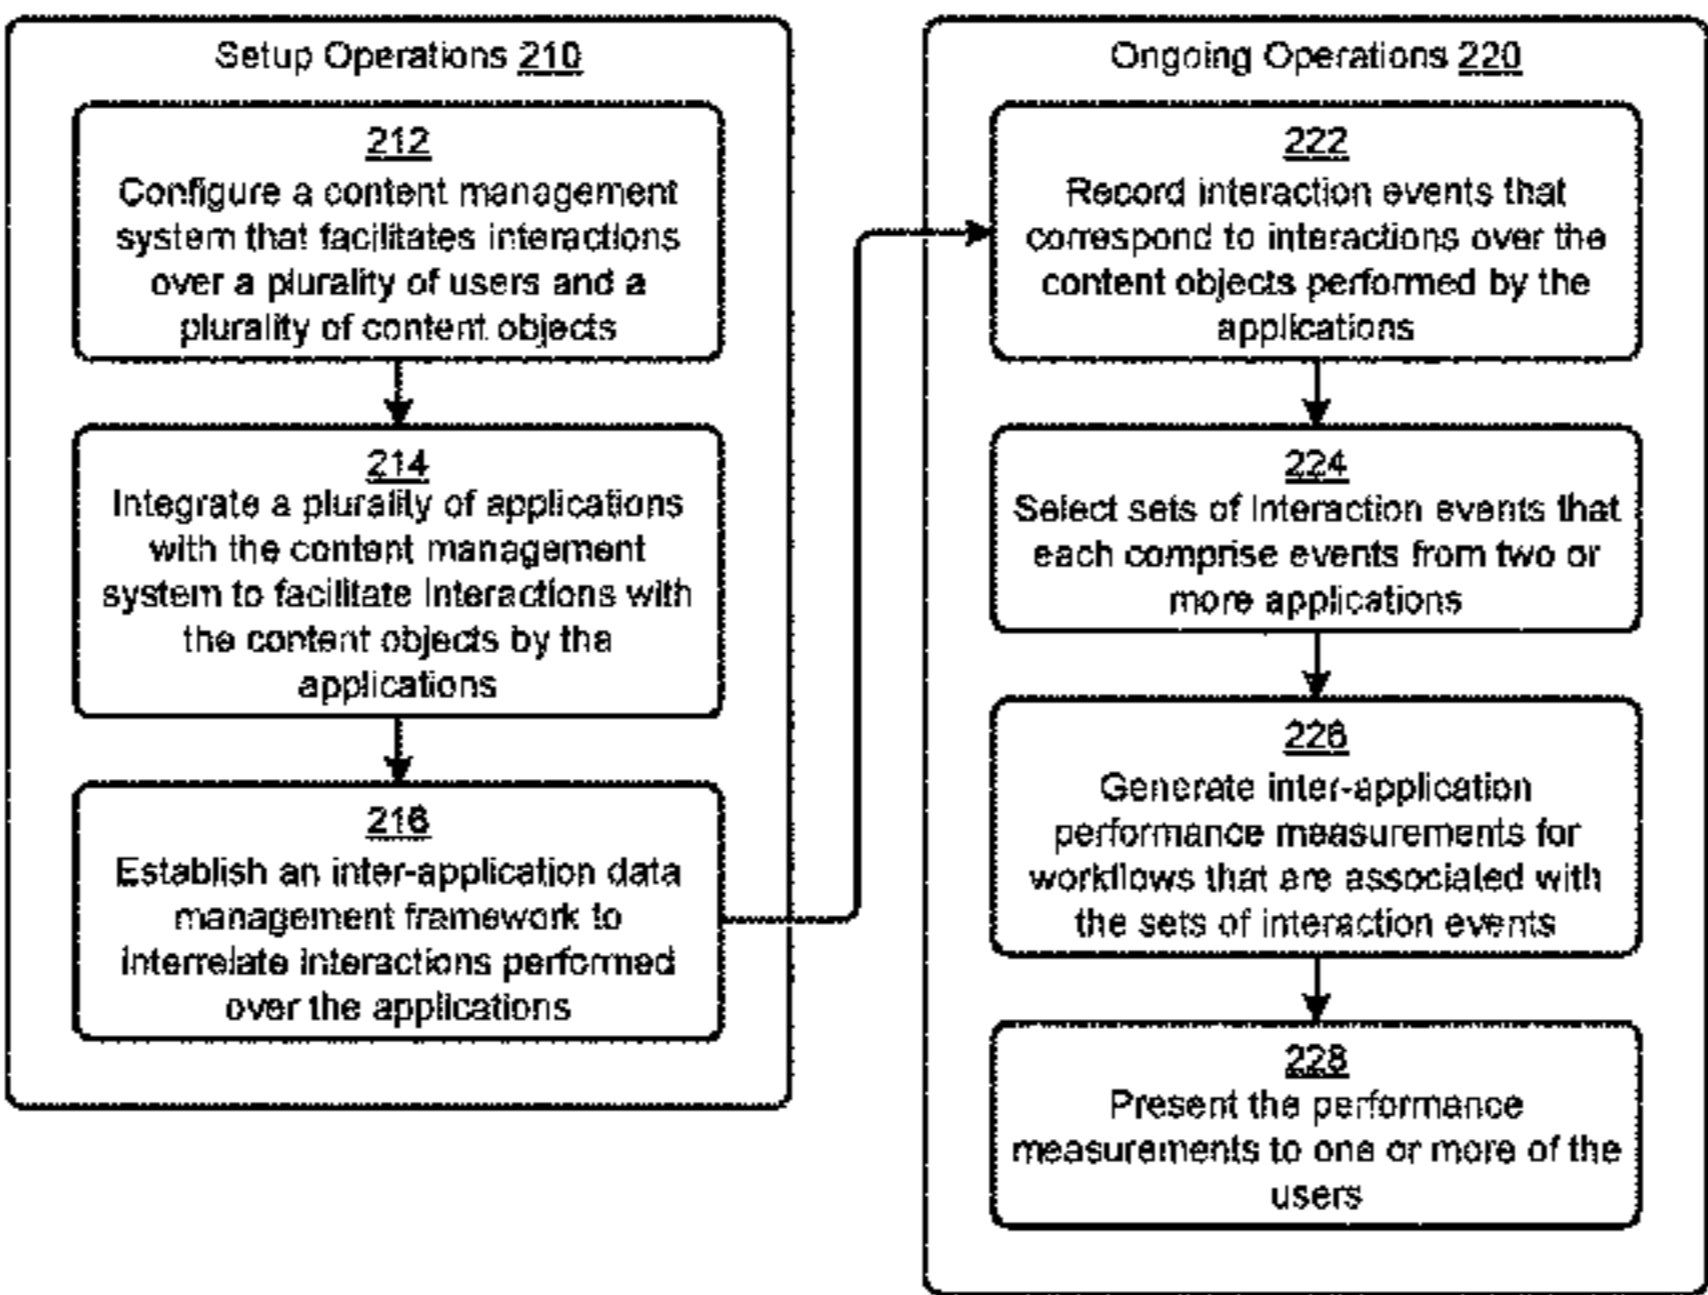 Setup Operations 210
212
Configure a content management
system that facilitates interactions
over a plurality of users and a
plurality of content objects
214
Integrate a plurality of applications
with the content management
system to facilitate interactions with
the content objects by the
applications
216
Establish an inter-application data
management framework to
interrelate interactions performed
over the applications
Ongoing Operations 220
222
Record interaction events that
correspond to interactions over the
content objects performed by the
applications
224
Select sets of interaction events that
each comprise events from two or
more applications
226
Generate inter-application
performance measurements for
workflows that are associated with
the sets of interaction events
228
Present the performance
measurements to one or more of the
users